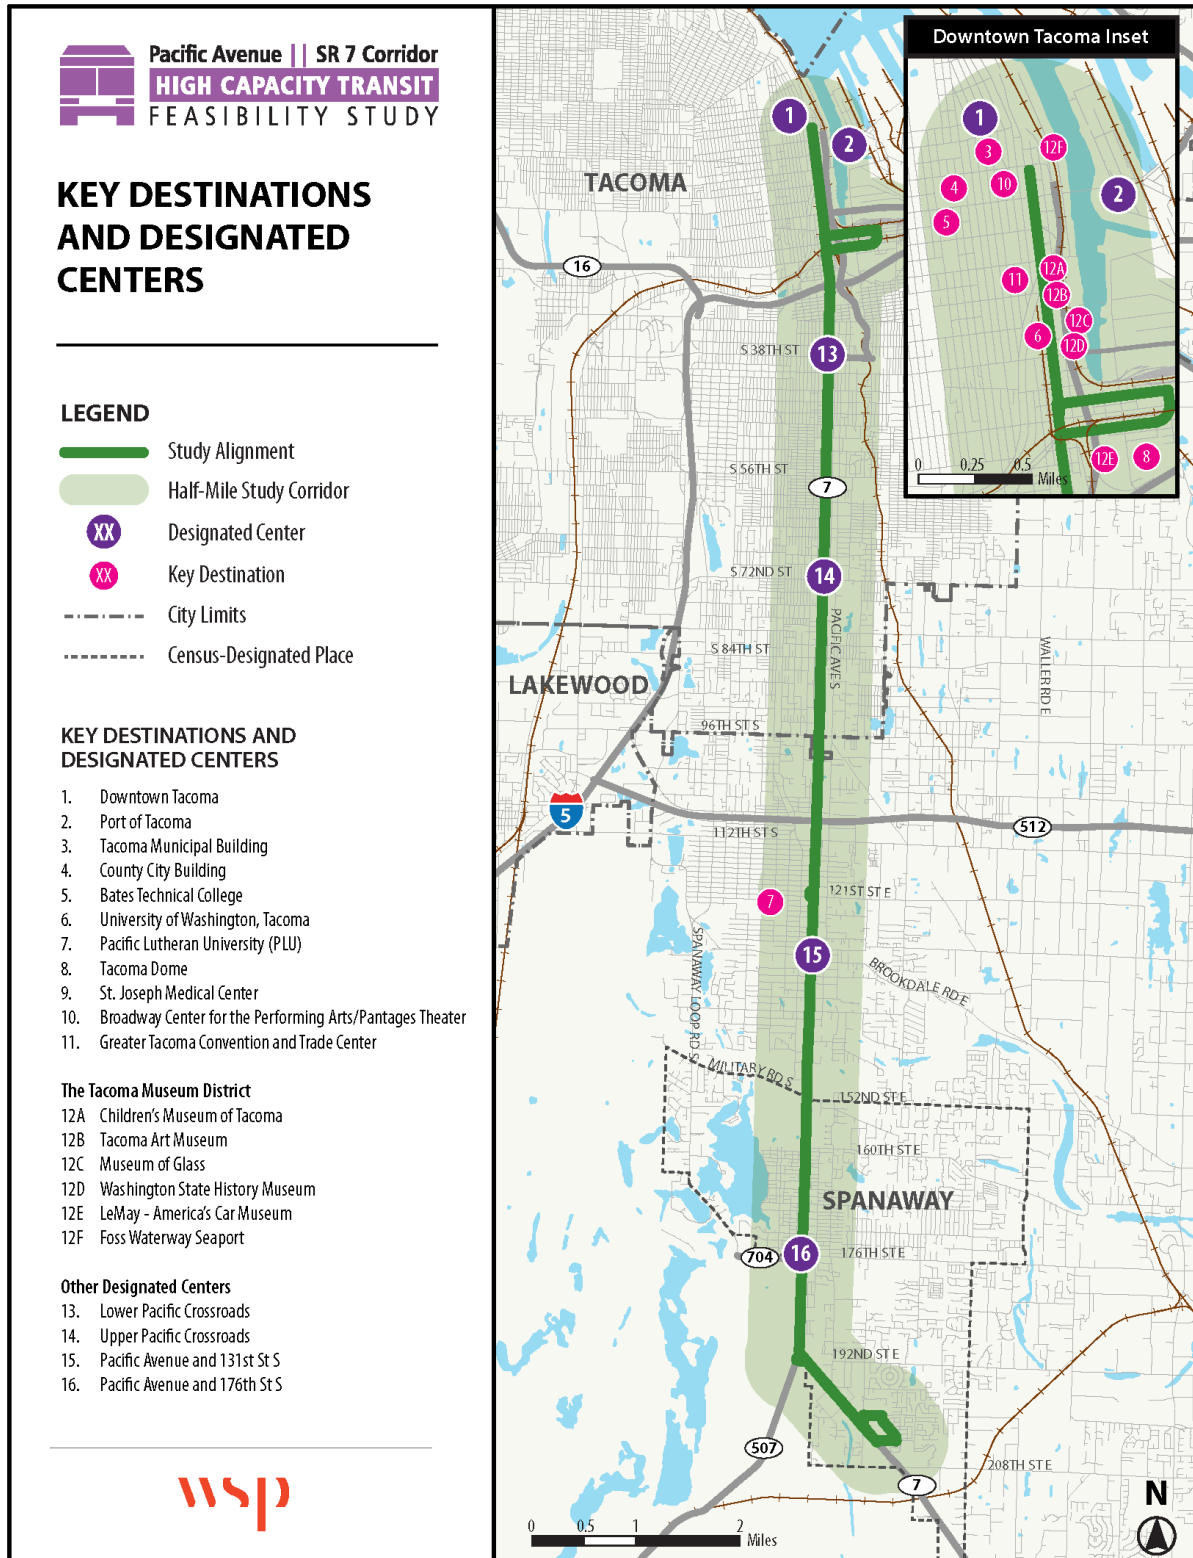 Pacific Avenue || SR 7 Corridor
HIGH CAPACITY TRANSIT
FEASIBILITY STUDY
KEY DESTINATIONS
AND DESIGNATED
CENTERS
LEGEND
Study Alignment
Half-Mile Study Corridor
XX Designated Center
XX Key Destination
City Limits
Census-Designated Place
KEY DESTINATIONS AND
DESIGNATED CENTERS
1. Downtown Tacoma
2. Port of Tacoma
3. Tacoma Municipal Building
4. County City Building
5. Bates Technical College
6. University of Washington, Tacoma
7. Pacific Lutheran University (PLU)
8. Tacoma Dome
9. St. Joseph Medical Center
10. Broadway Center for the Performing Arts/Pantages Theater
11. Greater Tacoma Convention and Trade Center
The Tacoma Museum District
12A Children's Museum of Tacoma
12B Tacoma Art Museum
12C Museum of Glass
12D Washington State History Museum
12E LeMay - America's Car Museum
12F Foss Waterway Seaport
Other Designated Centers
13. Lower Pacific Crossroads
14. Upper Pacific Crossroads
15. Pacific Avenue and 131st St S
16. Pacific Avenue and 176th St S
wsp
1
2
TACOMA
16
S 38TH ST
13
S 56TH ST
7
S 72ND ST
14
PACIFIC AVE S
WALLER RD E
S 84TH ST
LAKEWOOD
96TH ST S
5
112TH ST S
512
7
121ST ST E
15
SPANAWAY LOOP RD S
BROOKDALE RD E
MILITARY RD S
152ND ST E
160TH ST E
SPANAWAY
704
16
176TH ST E
192ND ST E
507
208TH ST E
7
0 0.5 1 2
Miles
N
Downtown Tacoma Inset
1
3
12F
4
10
2
5
12A
11
12B
12C
6
12D
12E
8
0 0.25 0.5
Miles